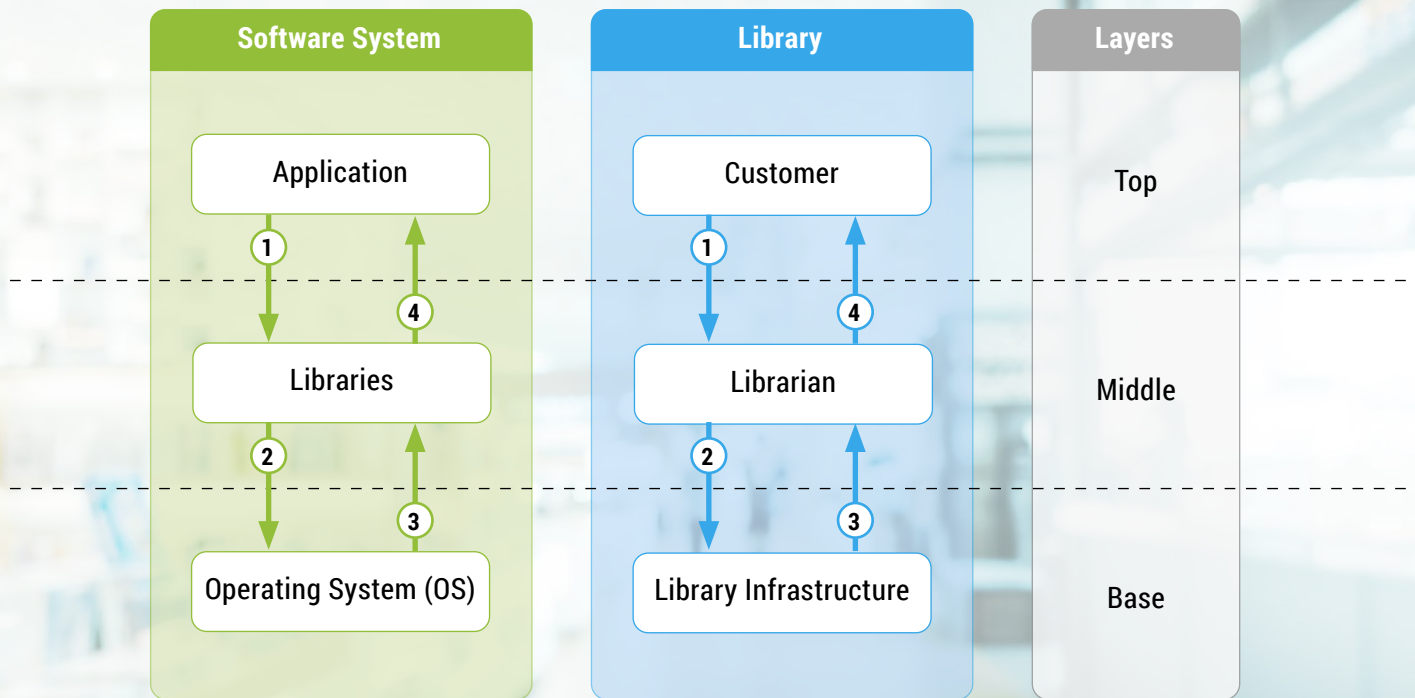 Software System
Library
Layers
Application
Customer
Top
1
1
4
4
Libraries
Librarian
Middle
2
2
3
3
Operating System (OS)
Library Infrastructure
Base